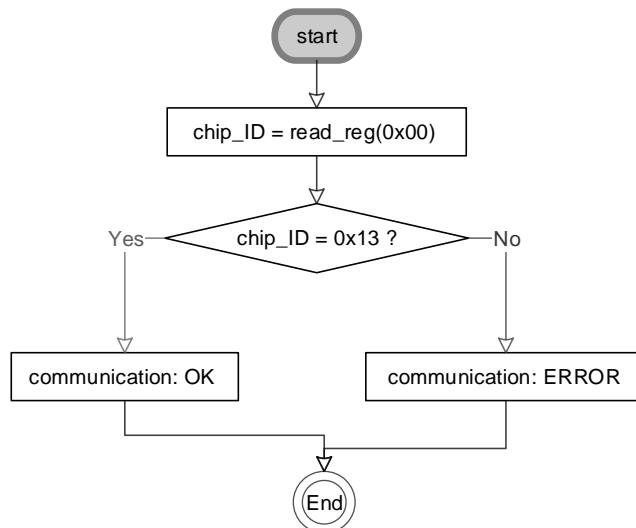 start
chip_ID = read_reg(0x00)
chip_ID = 0x13 ?
Yes
No
communication: OK
communication: ERROR
End